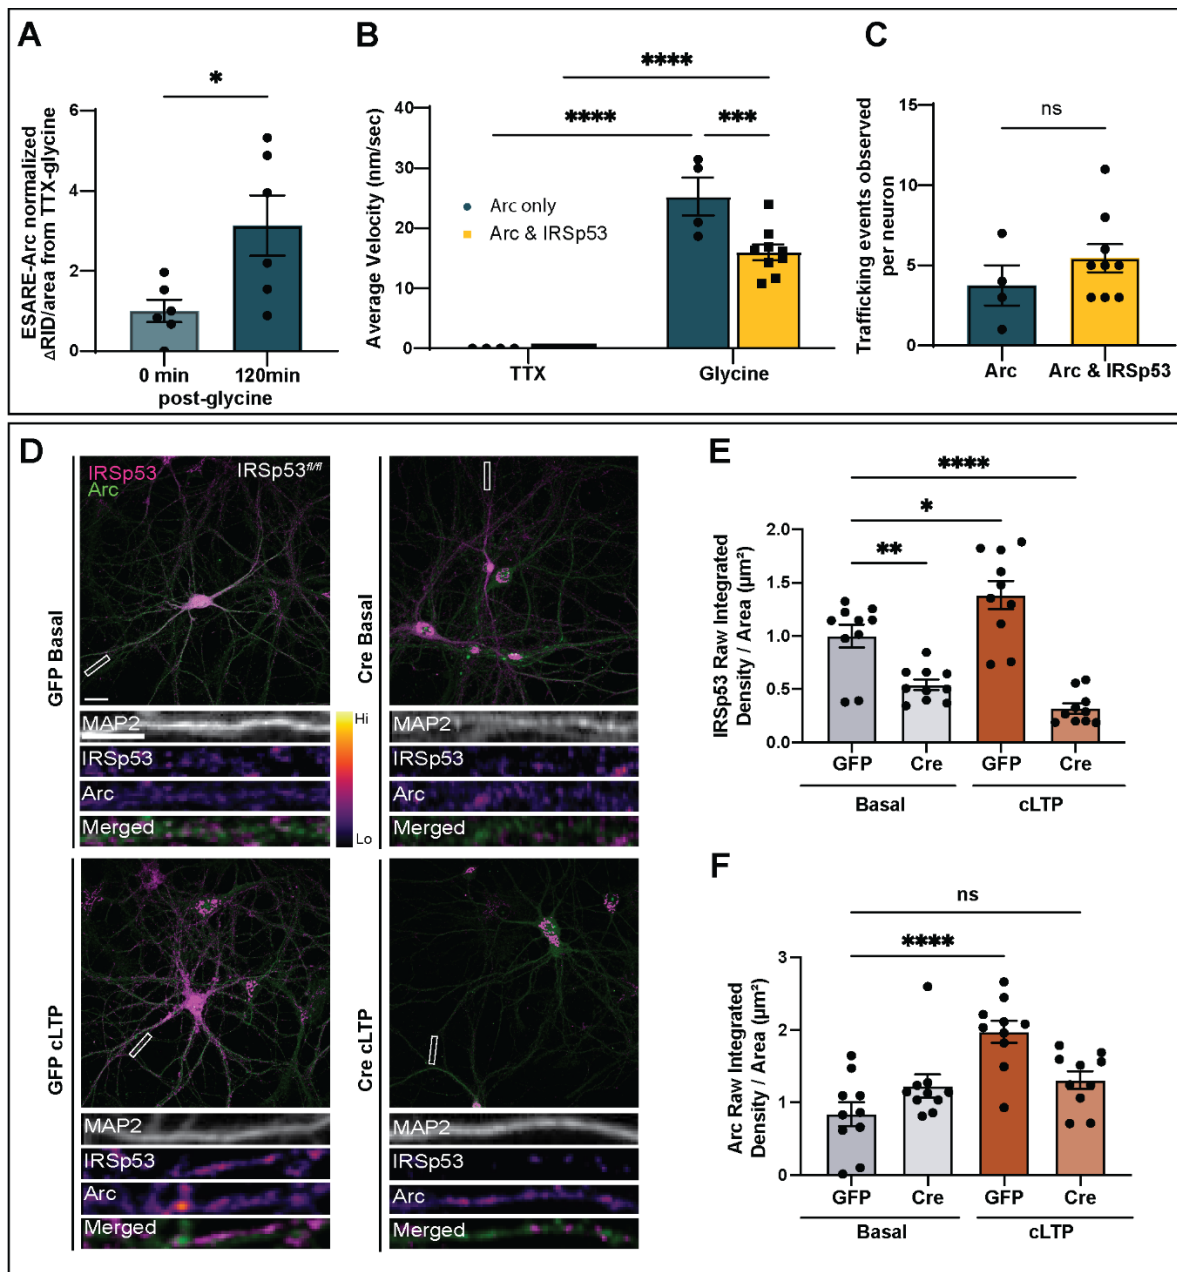 A
*
ESARE-Arc normalized
ΔRID/area from TTX-glycine
6
4
2
0
0 min
120min
post-glycine
B
****
****
***
Average Velocity (nm/sec)
40
30
20
10
0
Arc only
Arc & IRSp53
TTX
Glycine
C
ns
Trafficking events observed
per neuron
15
10
5
0
Arc
Arc & IRSp53
D
GFP Basal
IRSp53
Arc
IRSp53fl/fl
MAP2
IRSp53
Arc
Merged
Hi
Lo
Cre Basal
MAP2
IRSp53
Arc
Merged
GFP cLTP
MAP2
IRSp53
Arc
Merged
Cre cLTP
MAP2
IRSp53
Arc
Merged
E
****
*
**
IRSp53 Raw Integrated
Density / Area (µm²)
2.0
1.5
1.0
0.5
0.0
GFP
Cre
GFP
Cre
Basal
cLTP
F
ns
****
Arc Raw Integrated
Density / Area (µm²)
3
2
1
0
GFP
Cre
GFP
Cre
Basal
cLTP